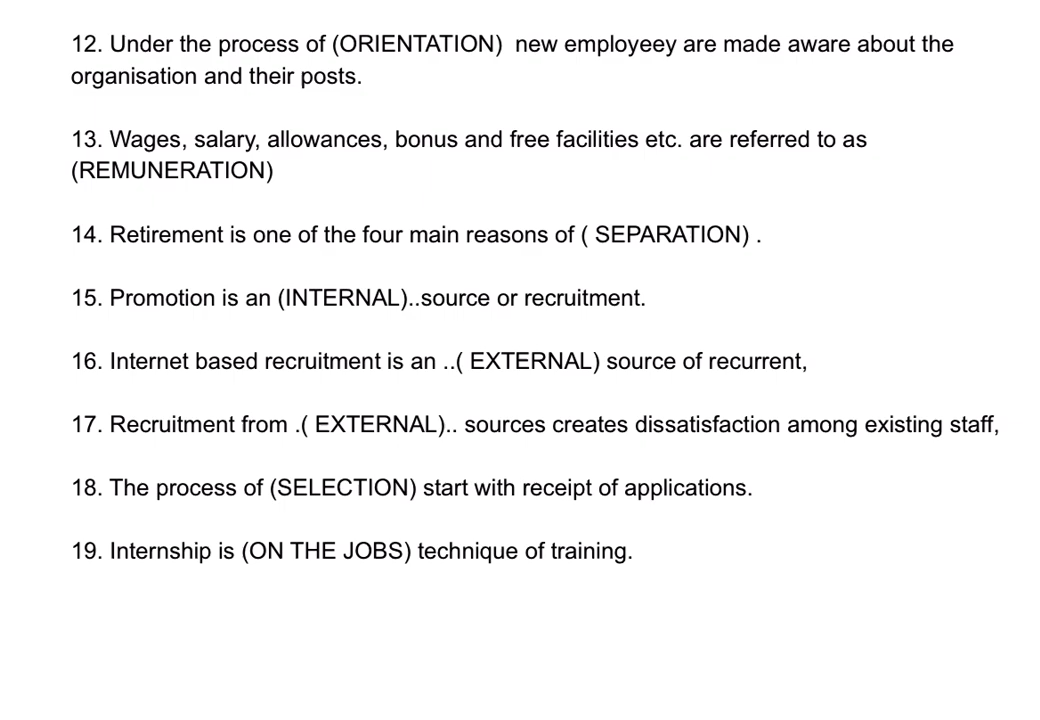 12. Under the process of (ORIENTATION)  new employeey are made aware about the
organisation and their posts.
13. Wages, salary, allowances, bonus and free facilities etc. are referred to as
(REMUNERATION)
14. Retirement is one of the four main reasons of ( SEPARATION) .
15. Promotion is an (INTERNAL)..source or recruitment.
16. Internet based recruitment is an ..( EXTERNAL) source of recurrent,
17. Recruitment from .( EXTERNAL).. sources creates dissatisfaction among existing staff,
18. The process of (SELECTION) start with receipt of applications.
19. Internship is (ON THE JOBS) technique of training.